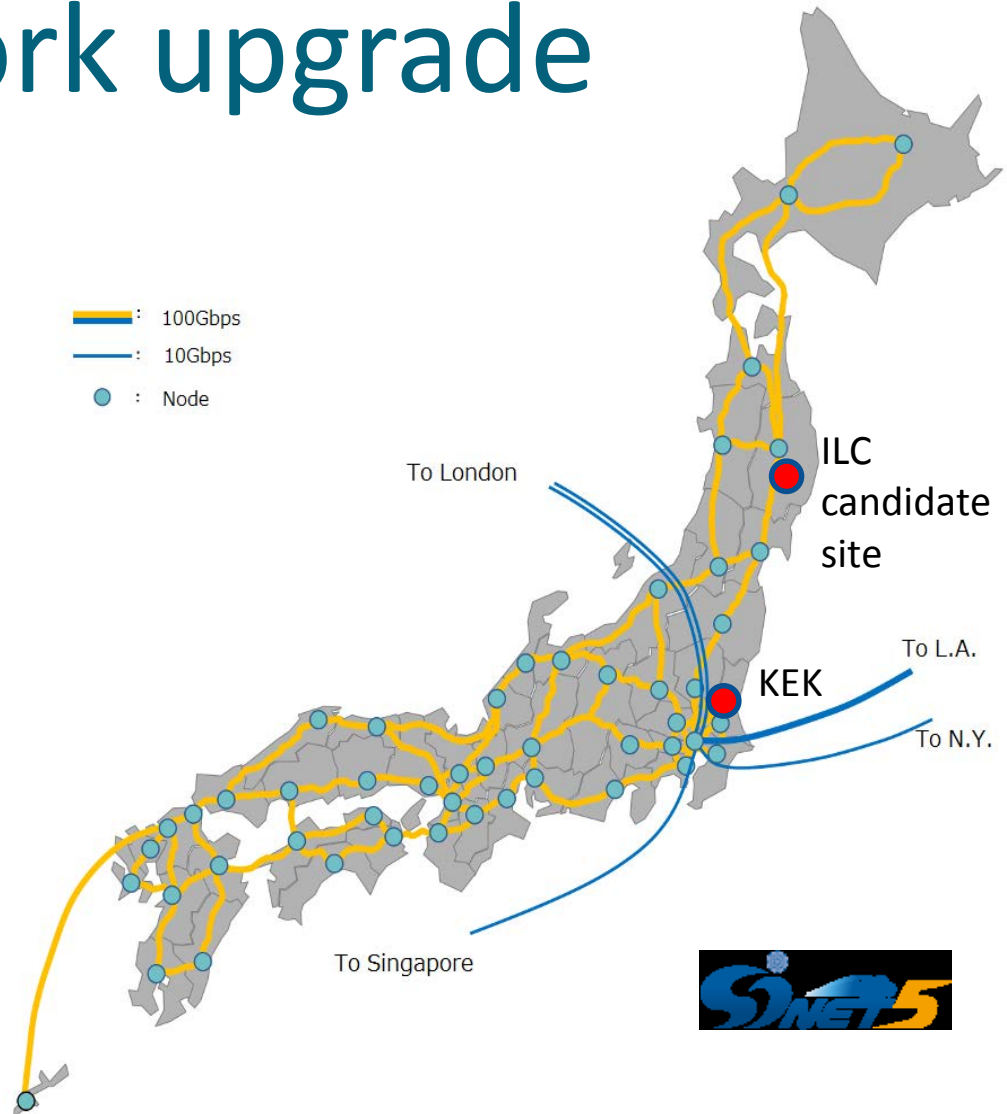 ork upgrade
: 100Gbps
: 10Gbps
: Node
To London
ILC
candidate
site
To L.A.
KEK
To N.Y.
To Singapore
SINET5